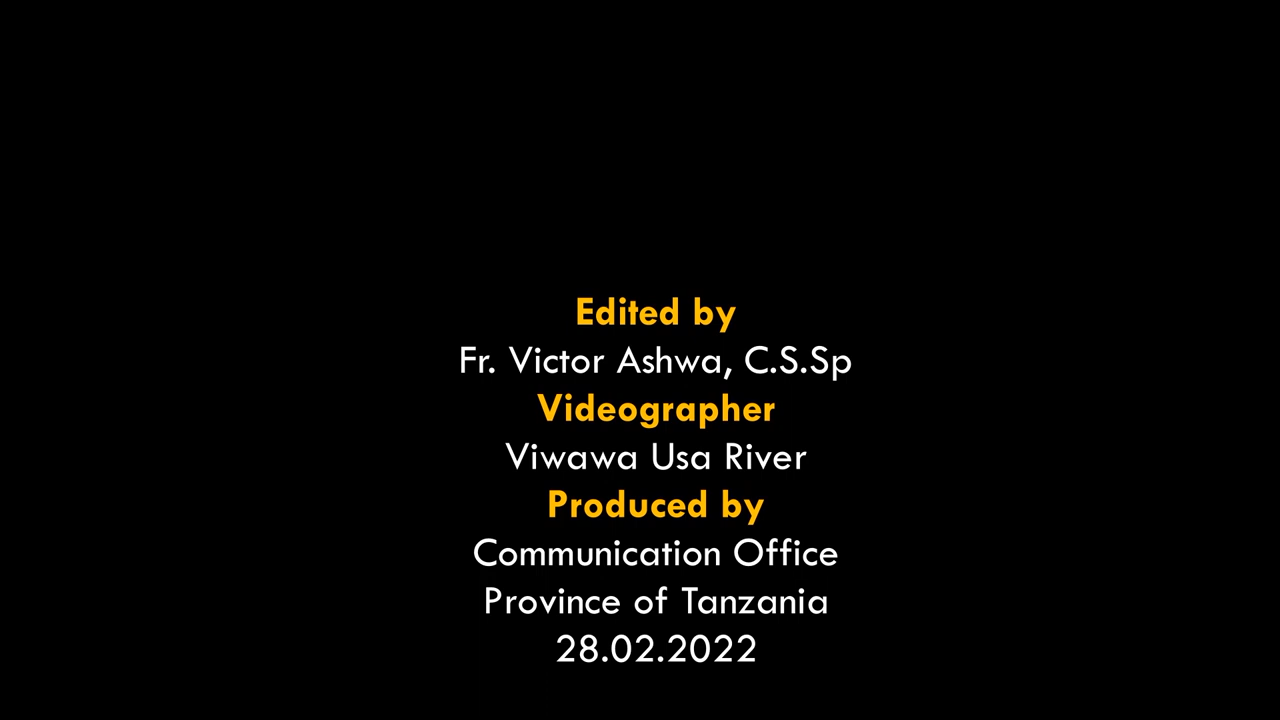 Edited by
Fr. Victor Ashwa, C.S.Sp
Videographer
Viwawa Usa River
Produced by
Communication Office
Province of Tanzania
28.02.2022